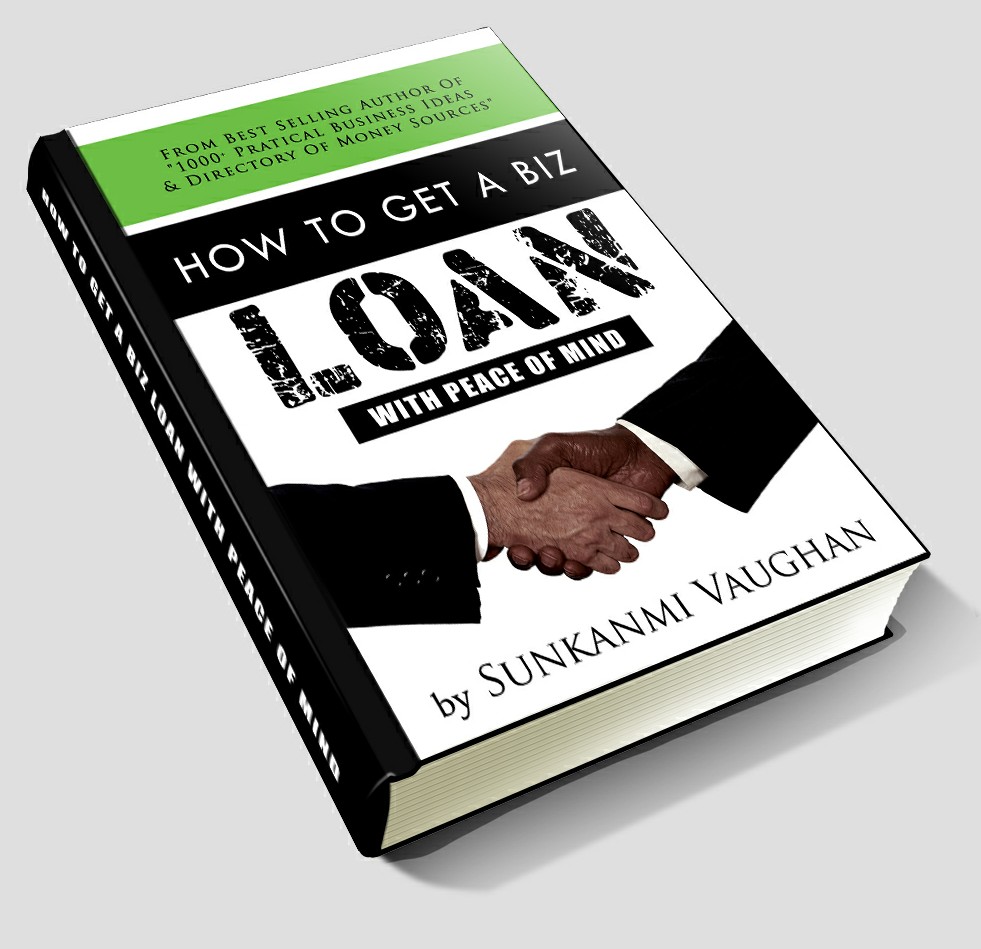 FROM BEST SELLING AUTHOR OF
"1000+ PRATICAL BUSINESS IDEAS
& DIRECTORY OF MONEY SOURCES"
HOW TO GET A BIZ
LOAN
WITH PEACE OF MIND
by SUNKANMI VAUGHAN
HOW TO GET A BIZ LOAN WITH PEACE OF MIND